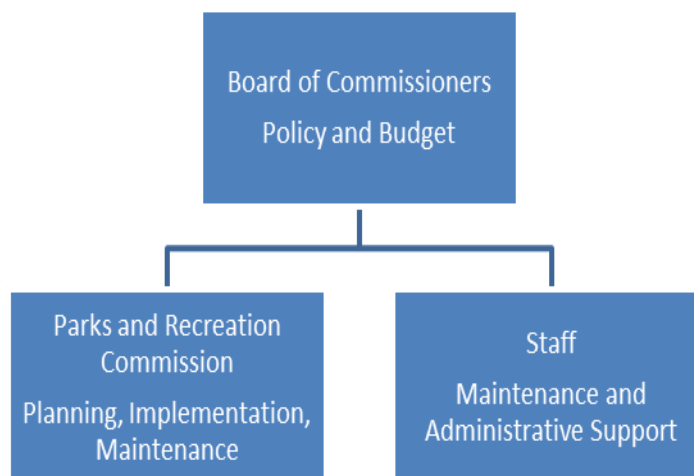 Board of Commissioners
Policy and Budget
Parks and Recreation
Commission
Planning, Implementation,
Maintenance
Staff
Maintenance and
Administrative Support